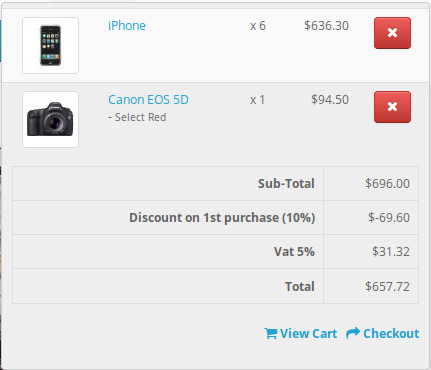 iPhone x 6 $636.30
Canon EOS 5D x 1 $94.50
- Select Red
Sub-Total $696.00
Discount on 1st purchase (10%) $-69.60
Vat 5% $31.32
Total $657.72
View Cart Checkout